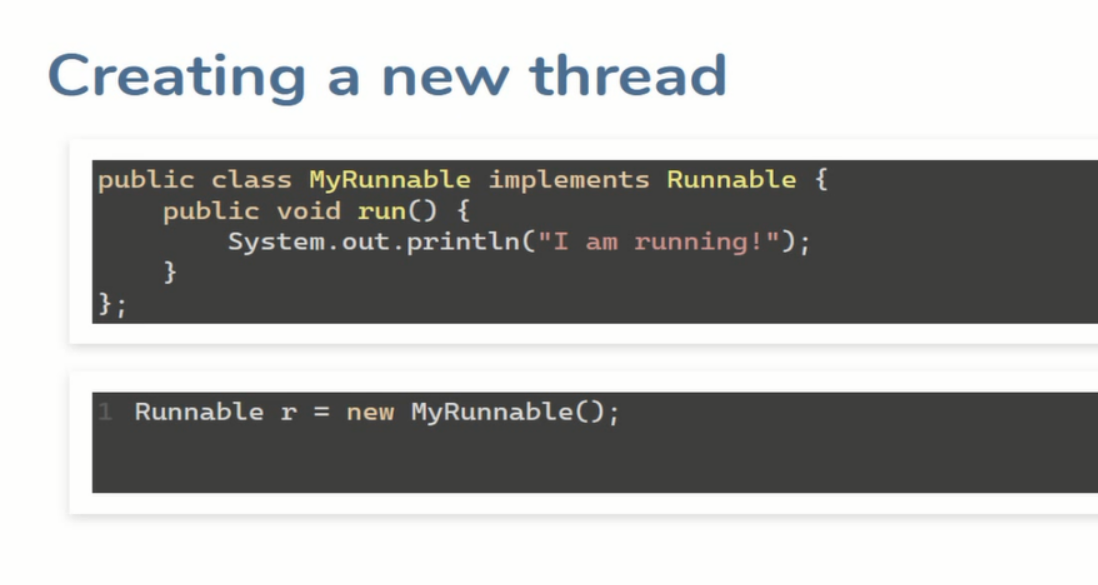 Creating a new thread
public class MyRunnable implements Runnable {
    public void run() {
        System.out.println("I am running!");
    }
};
1 Runnable r = new MyRunnable();